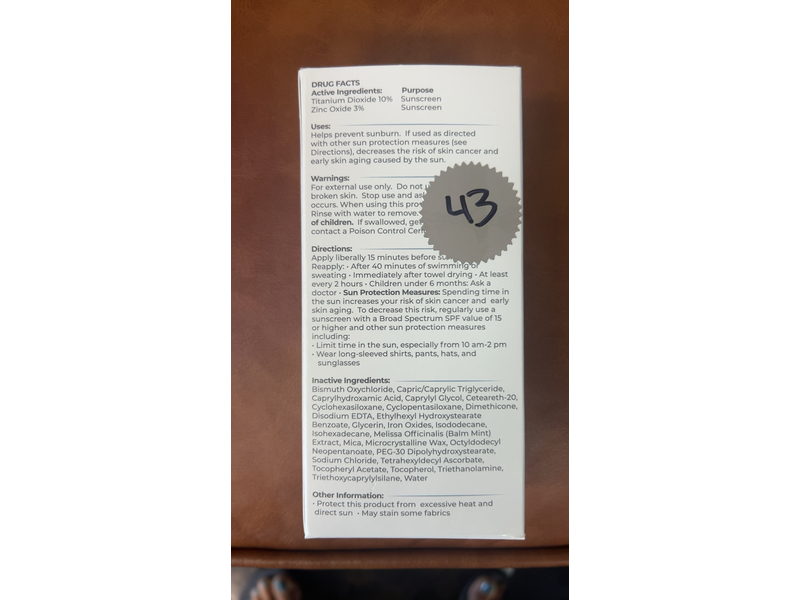 DRUG FACTS
Active Ingredients: Purpose
Titanium Dioxide 10% Sunscreen
Zinc Oxide 3% Sunscreen
Uses:
Helps prevent sunburn. If used as directed
with other sun protection measures (see
Directions), decreases the risk of skin cancer and
early skin aging caused by the sun.
Warnings:
For external use only. Do not
broken skin. Stop use and
occurs. When using this
Rinse with water to remove.
of children. If swallowed,
contact a Poison Control
43
Directions:
Apply liberally 15 minutes before
Reapply: • After 40 minutes of swimming or
sweating • Immediately after towel drying • At least
every 2 hours • Children under 6 months: Ask a
doctor • Sun Protection Measures: Spending time in
the sun increases your risk of skin cancer and early
skin aging. To decrease this risk, regularly use a
sunscreen with a Broad Spectrum SPF value of 15
or higher and other sun protection measures
including:
• Limit time in the sun, especially from 10 am-2 pm
• Wear long-sleeved shirts, pants, hats, and
sunglasses
Inactive Ingredients:
Bismuth Oxychloride, Capric/Caprylic Triglyceride,
Caprylhydroxamic Acid, Caprylyl Glycol, Ceteareth-20,
Cyclohexasiloxane, Cyclopentasiloxane, Dimethicone,
Disodium EDTA, Ethylhexyl Hydroxystearate
Benzoate, Glycerin, Iron Oxides, Isododecane,
Isohexadecane, Melissa Officinalis (Balm Mint)
Extract, Mica, Microcrystalline Wax, Octyldodecyl
Neopentanoate, PEG-30 Dipolyhydroxystearate,
Sodium Chloride, Tetrahexyldecyl Ascorbate,
Tocopheryl Acetate, Tocopherol, Triethanolamine,
Triethoxycaprylylsilane, Water
Other Information:
• Protect this product from excessive heat and
direct sun • May stain some fabrics